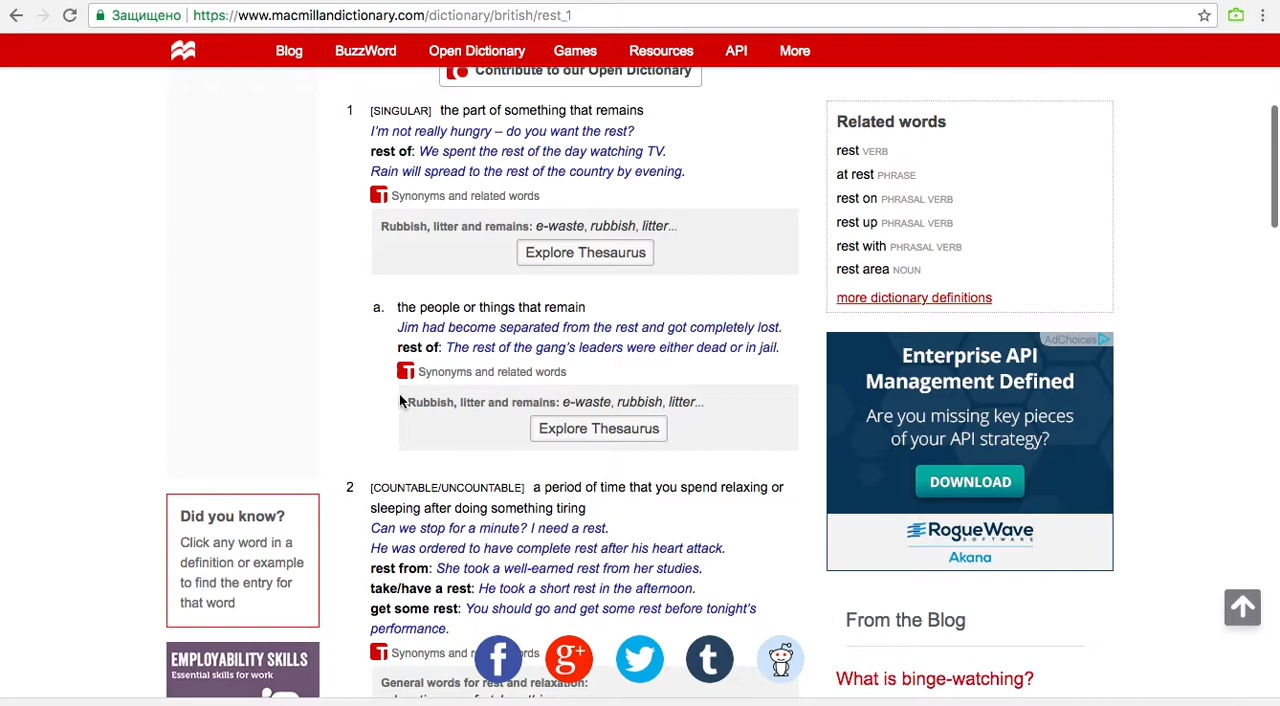 Защищено https://www.macmillandictionary.com/dictionary/british/rest_1
Blog BuzzWord Open Dictionary Games Resources API More
Contribute to our Open Dictionary
1 [SINGULAR] the part of something that remains
I'm not really hungry – do you want the rest?
rest of: We spent the rest of the day watching TV.
Rain will spread to the rest of the country by evening.
T Synonyms and related words
Rubbish, litter and remains: e-waste, rubbish, litter...
Explore Thesaurus
a. the people or things that remain
Jim had become separated from the rest and got completely lost.
rest of: The rest of the gang's leaders were either dead or in jail.
T Synonyms and related words
Rubbish, litter and remains: e-waste, rubbish, litter...
Explore Thesaurus
2 [COUNTABLE/UNCOUNTABLE] a period of time that you spend relaxing or
sleeping after doing something tiring
Can we stop for a minute? I need a rest.
He was ordered to have complete rest after his heart attack.
rest from: She took a well-earned rest from her studies.
take/have a rest: He took a short rest in the afternoon.
get some rest: You should go and get some rest before tonight's
performance.
T Synonyms and
General words for rest and relaxation:
f g+ t
Did you know?
Click any word in a
definition or example
to find the entry for
that word
EMPLOYABILITY SKILLS
Essential skills for work
Related words
rest VERB
at rest PHRASE
rest on PHRASAL VERB
rest up PHRASAL VERB
rest with PHRASAL VERB
rest area NOUN
more dictionary definitions
AdChoices
Enterprise API
Management Defined
Are you missing key pieces
of your API strategy?
DOWNLOAD
RogueWave
SOFTWARE
Akana
From the Blog
What is binge-watching?